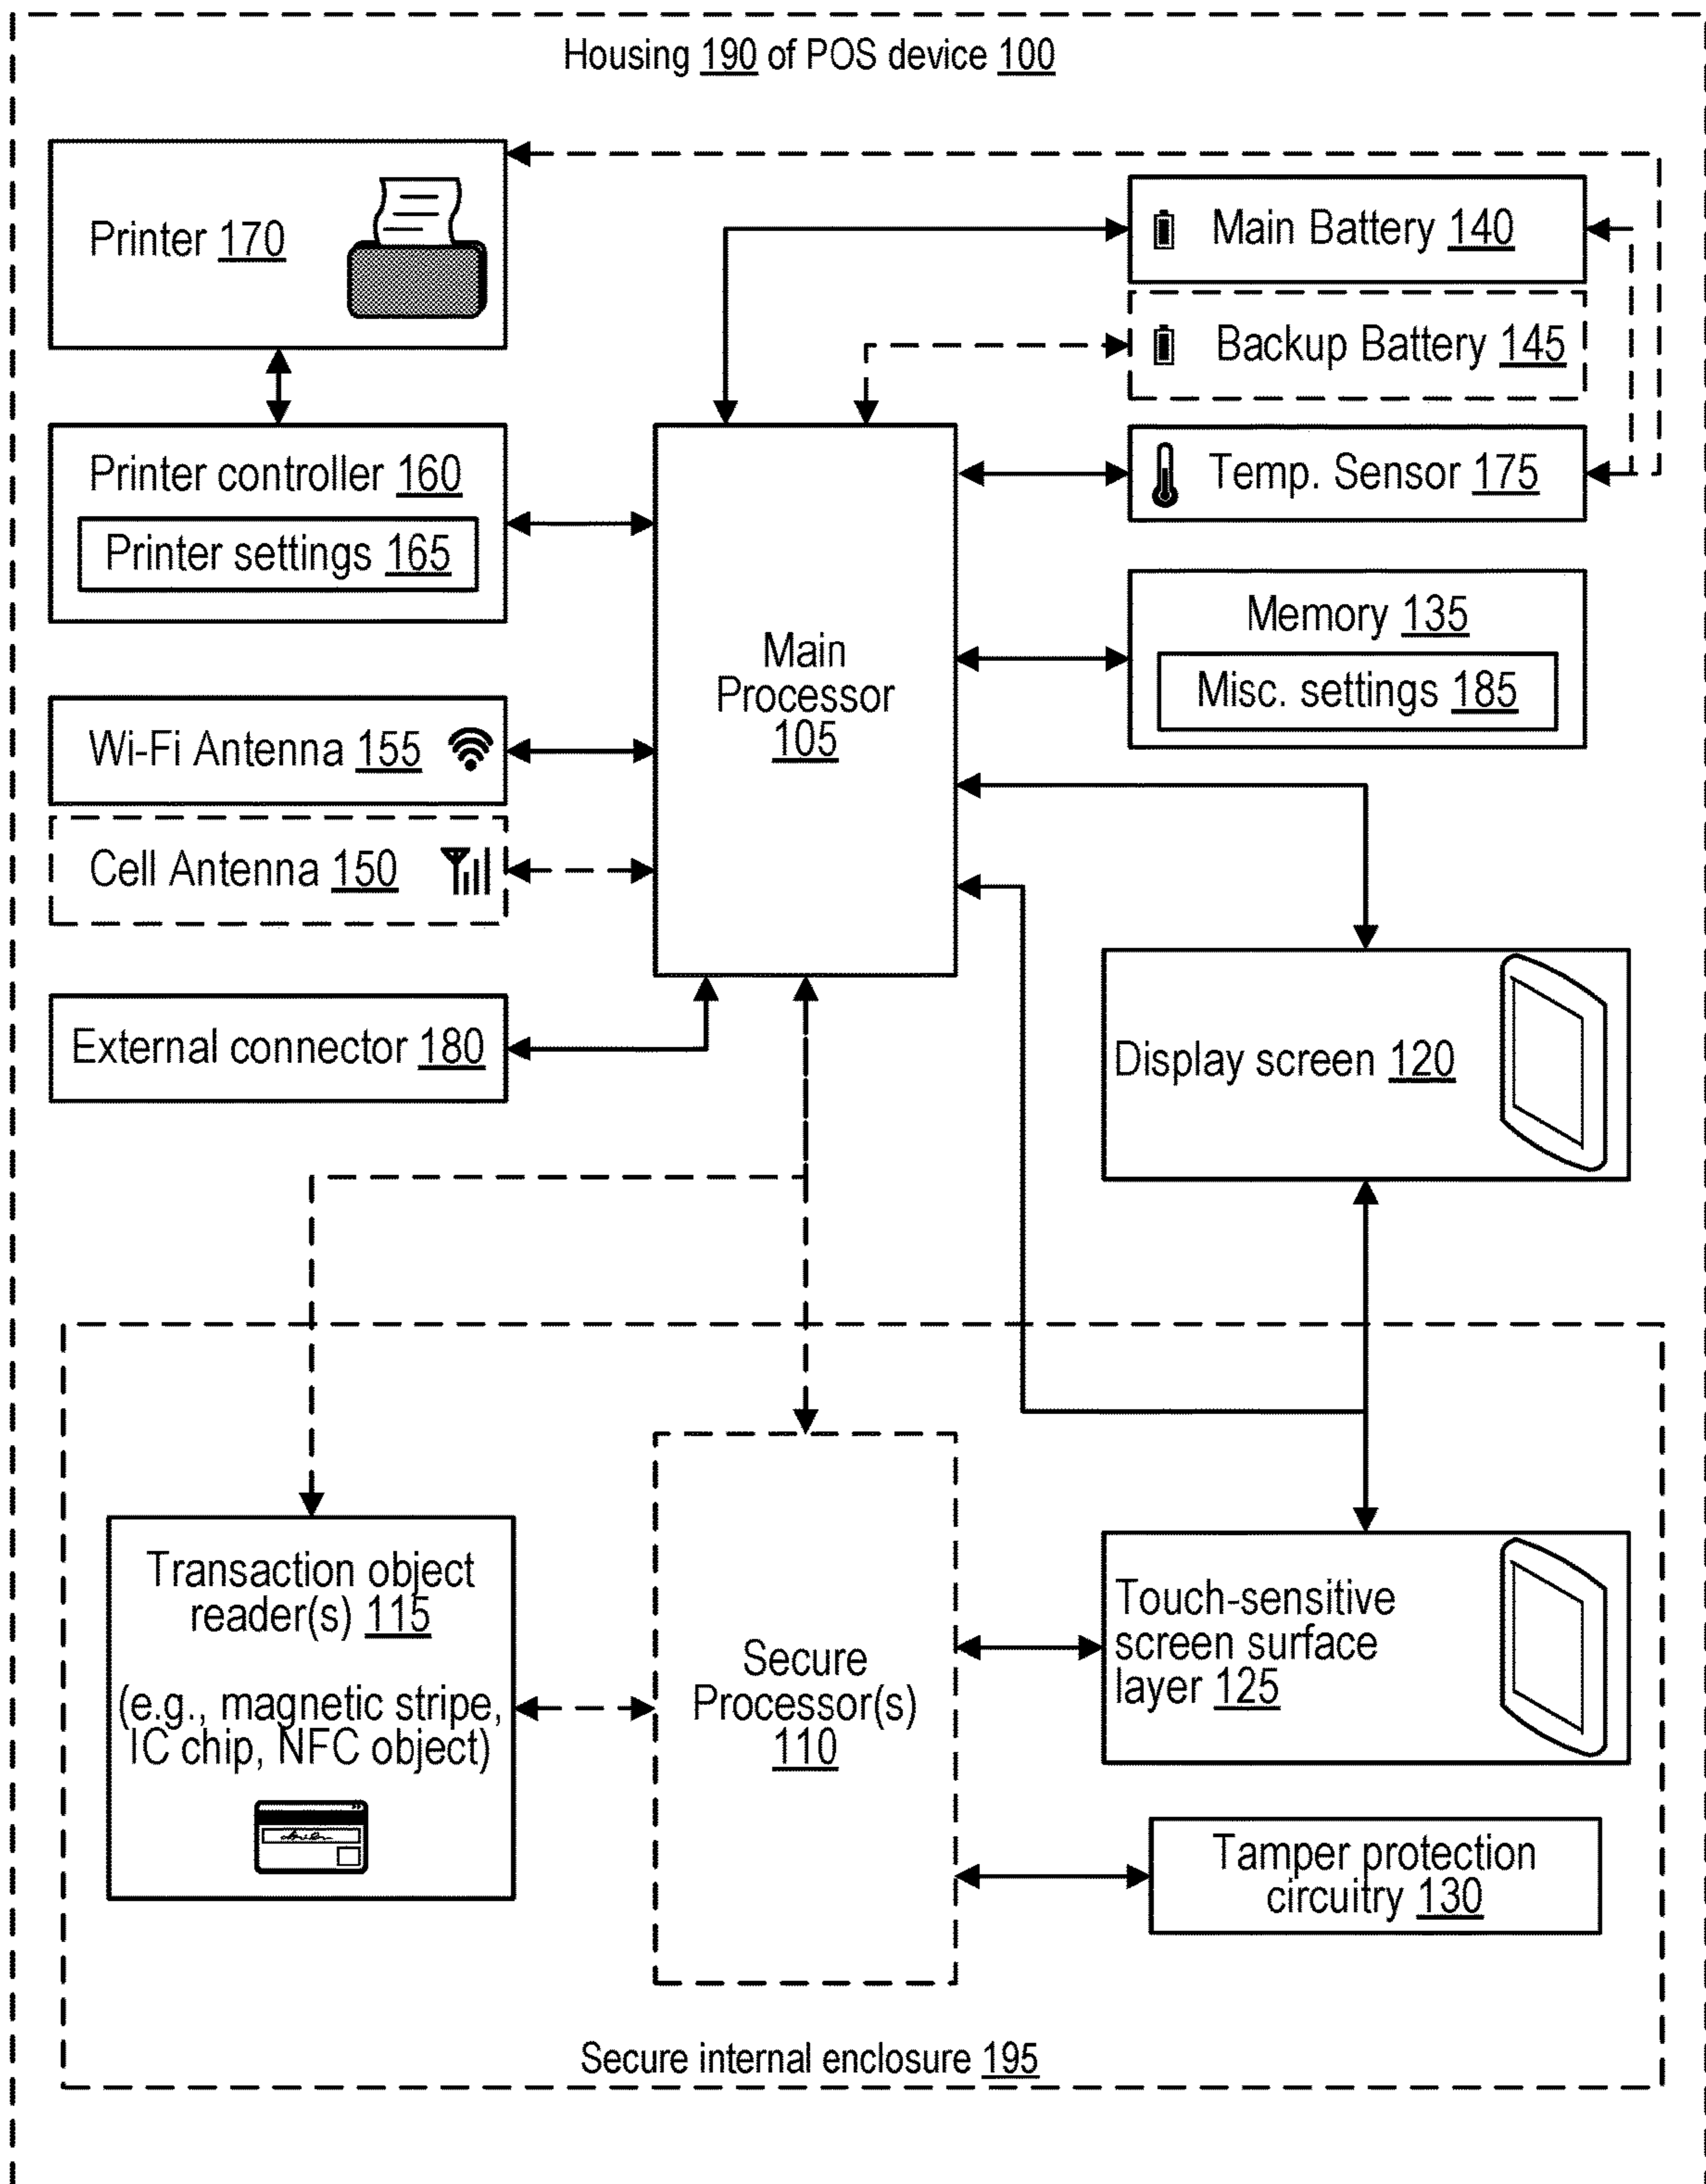 Housing 190 of POS device 100
Printer 170
Main Battery 140
Backup Battery 145
Printer controller 160
Printer settings 165
Temp. Sensor 175
Main
Processor
105
Memory 135
Misc. settings 185
Wi-Fi Antenna 155
Cell Antenna 150
External connector 180
Display screen 120
Transaction object
reader(s) 115
(e.g., magnetic stripe,
IC chip, NFC object)
Secure
Processor(s)
110
Touch-sensitive
screen surface
layer 125
Tamper protection
circuitry 130
Secure internal enclosure 195